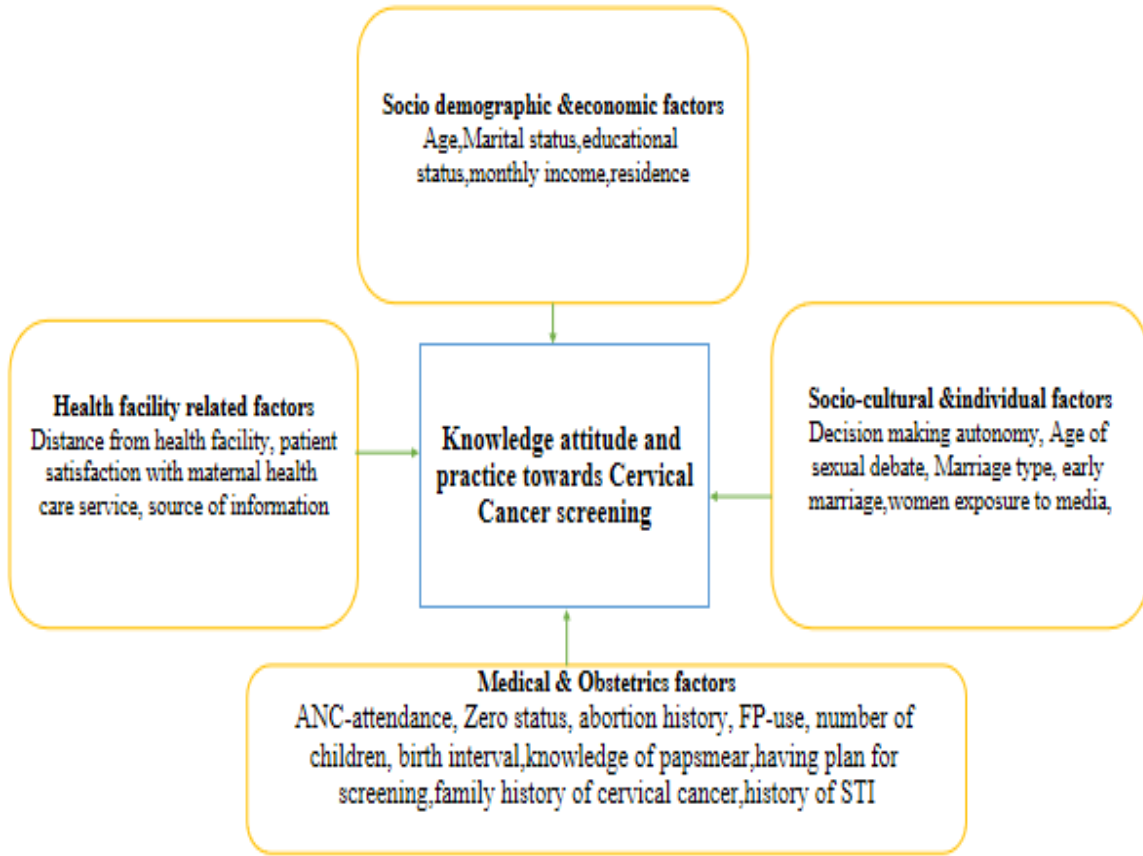 Socio demographic &economic factors
Age,Marital status,educational
status,monthly income,residence
Health facility related factors
Distance from health facility, patient
satisfaction with maternal health
care service, source of information
Knowledge attitude and
practice towards Cervical
Cancer screening
Socio-cultural &individual factors
Decision making autonomy, Age of
sexual debate, Marriage type, early
marriage,women exposure to media,
Medical & Obstetrics factors
ANC-attendance, Zero status, abortion history, FP-use, number of
children, birth interval,knowledge of papsmear,having plan for
screening,family history of cervical cancer,history of STI